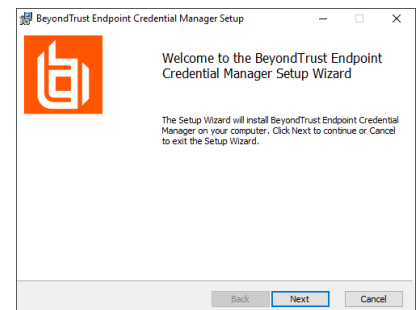 BeyondTrust Endpoint Credential Manager Setup
Welcome to the BeyondTrust Endpoint
Credential Manager Setup Wizard
The Setup Wizard will install BeyondTrust Endpoint Credential
Manager on your computer. Click Next to continue or Cancel
to exit the Setup Wizard.
Back Next Cancel